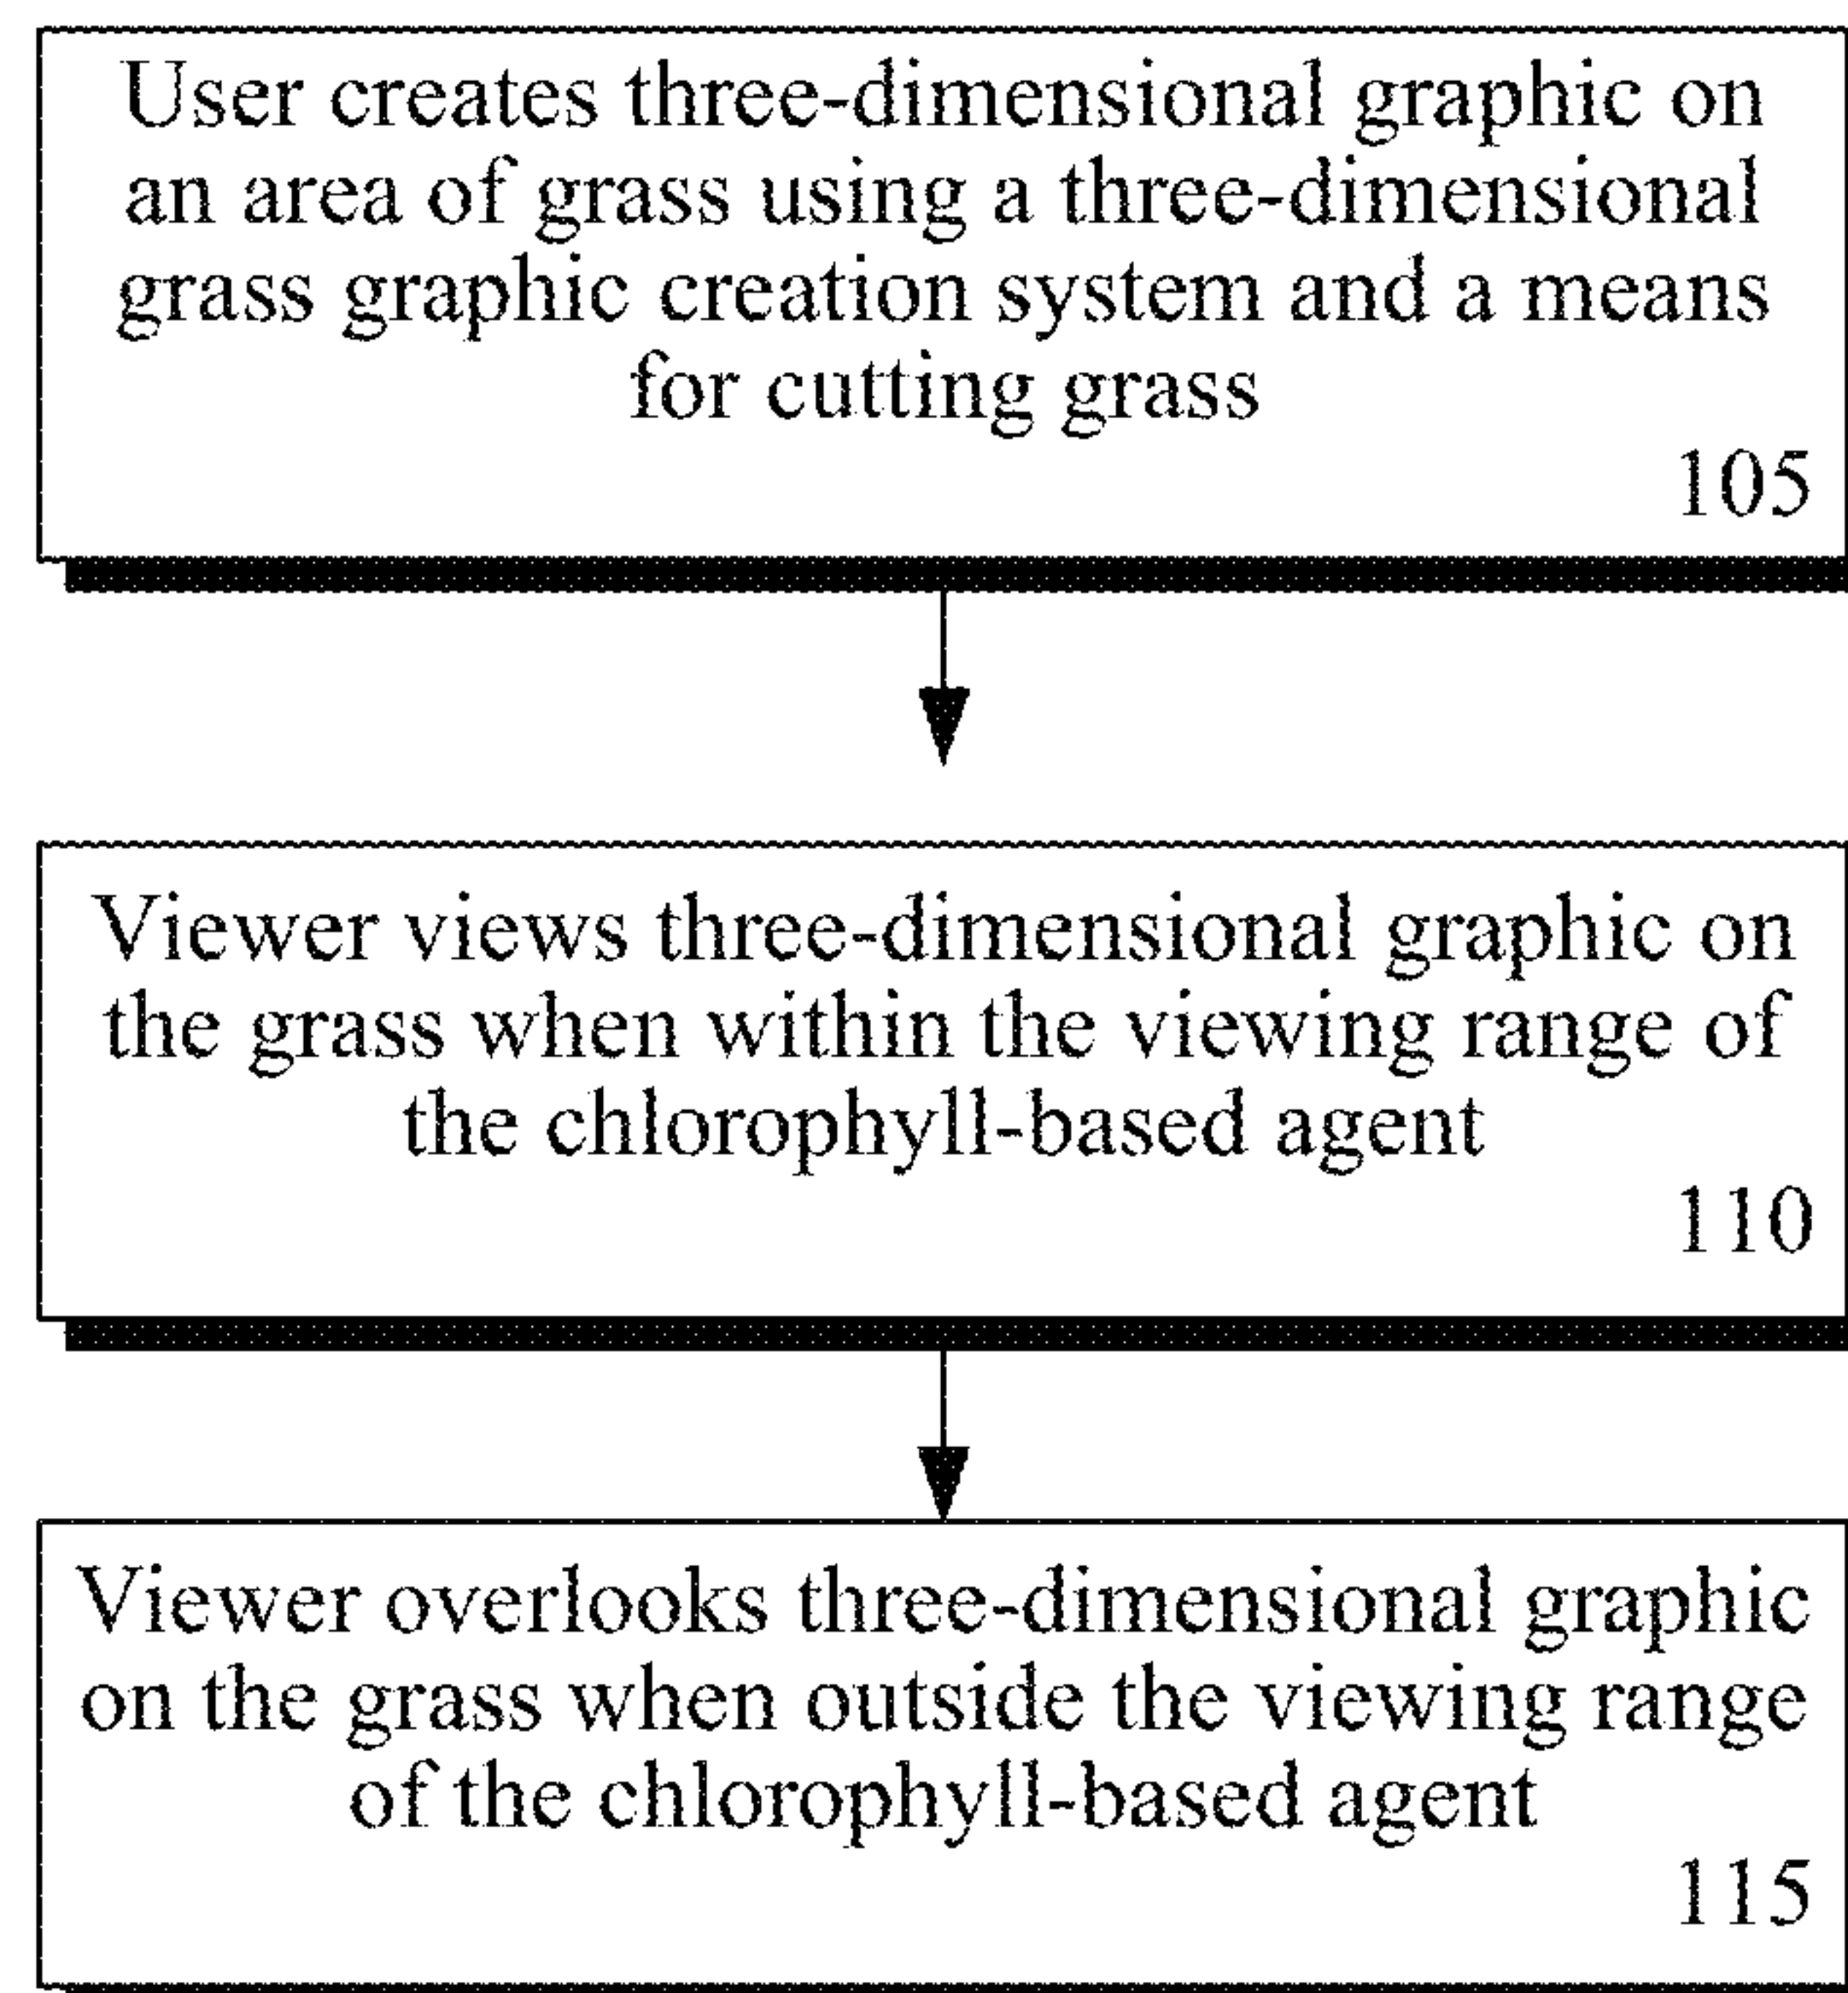 User creates three-dimensional graphic on
an area of grass using a three-dimensional
grass graphic creation system and a means
for cutting grass
105
Viewer views three-dimensional graphic on
the grass when within the viewing range of
the chlorophyll-based agent
110
Viewer overlooks three-dimensional graphic
on the grass when outside the viewing range
of the chlorophyll-based agent
115